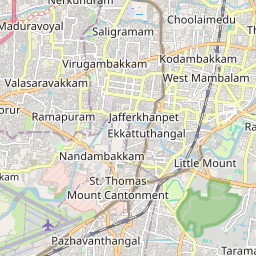 Nerkundram
Choolaimedu
Maduravoyal
Saligramam
Kodambakkam
Virugambakkam
West Mambalam
Valasaravakkam
Ramapuram
Jafferkhanpet
Ekkattuthangal
Nandambakkam
Little Mount
St. Thomas
Mount Cantonment
Pazhavanthangal